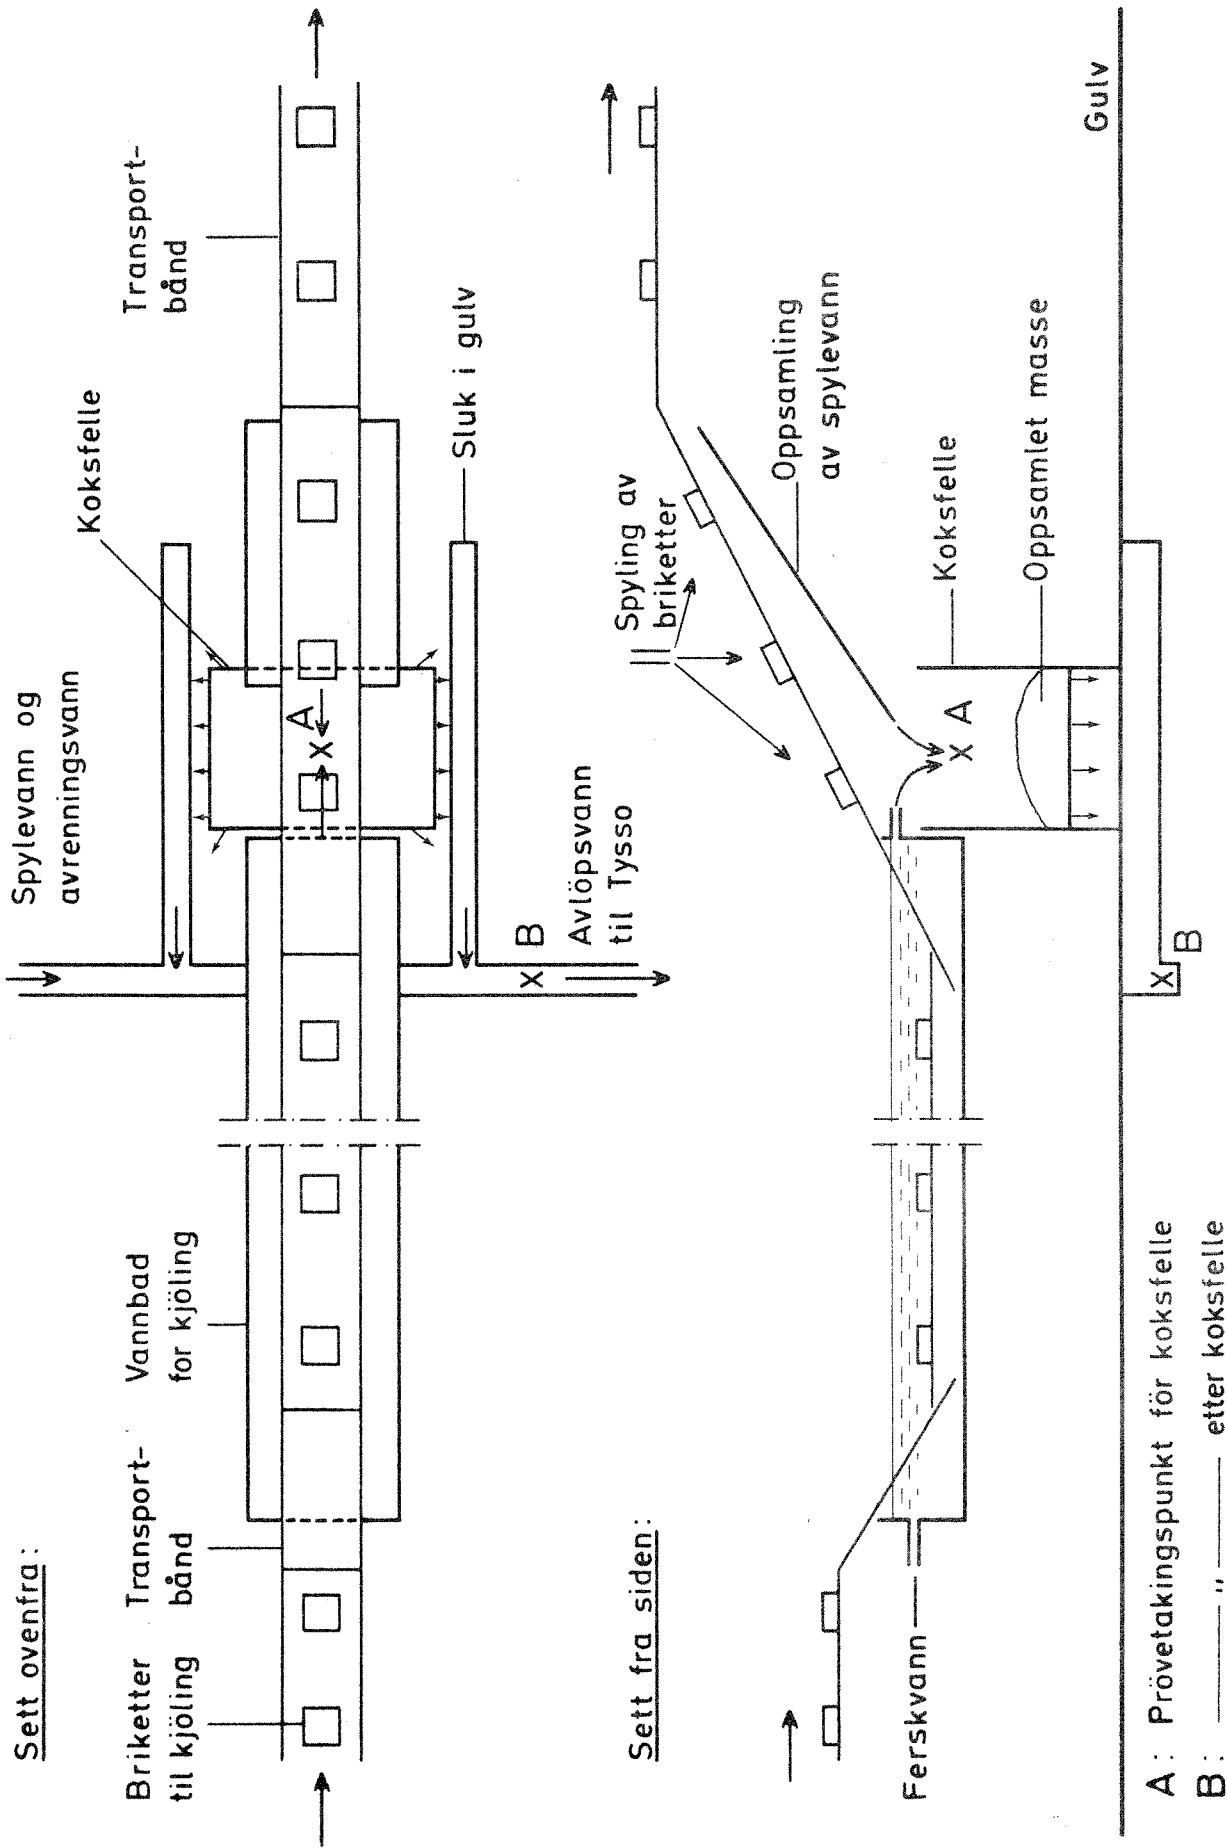 Sett ovenfra:
Briketter
til kjöling
Transport-
bånd
Vannbad
for kjöling
Spylevann og
avrenningsvann
Koksfelle
Transport-
bånd
A
X
Sluk i gulv
X B
Avlöpsvann
til Tysso
Sett fra siden:
Spyling av
briketter
Oppsamling
av spylevann
Ferskvann
X A
Koksfelle
Oppsamlet masse
Gulv
X
B
A: Prövetakingspunkt för koksfelle
B: ——— „ ——— etter koksfelle